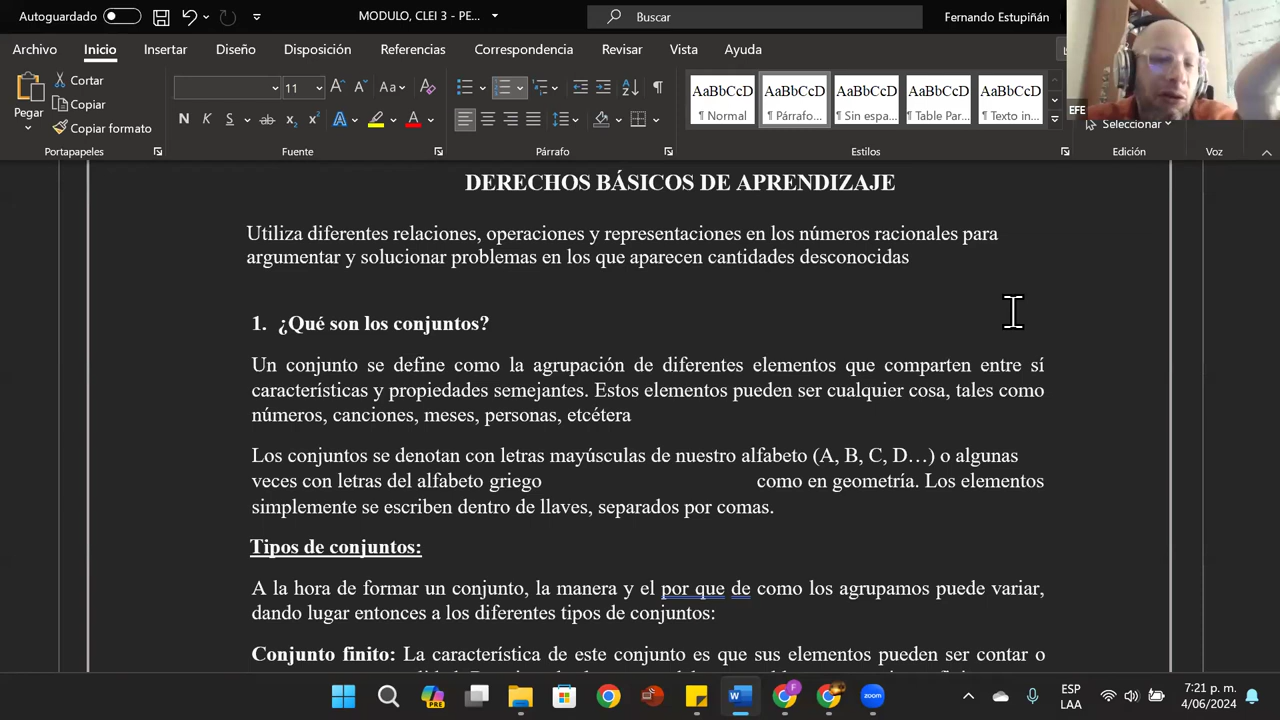 Autoguardado
MODULO, CLEI 3 - PE...
Buscar
Fernando Estupiñán
Archivo Inicio Insertar Diseño Disposición Referencias Correspondencia Revisar Vista Ayuda
Pegar
Cortar
Copiar
Copiar formato
11
Aa
N K S ab x₂ x² A A
AaBbCcD AaBbCcD AaBbCcD AaBbCcD AaBbCcD
¶ Normal ¶ Párrafo... ¶ Sin espa... ¶ Table Par... ¶ Texto in...
EFE
Seleccionar
Portapapeles Fuente Párrafo Estilos Edición Voz
DERECHOS BÁSICOS DE APRENDIZAJE
Utiliza diferentes relaciones, operaciones y representaciones en los números racionales para
argumentar y solucionar problemas en los que aparecen cantidades desconocidas
1. ¿Qué son los conjuntos?
Un conjunto se define como la agrupación de diferentes elementos que comparten entre sí
características y propiedades semejantes. Estos elementos pueden ser cualquier cosa, tales como
números, canciones, meses, personas, etcétera
Los conjuntos se denotan con letras mayúsculas de nuestro alfabeto (A, B, C, D…) o algunas
veces con letras del alfabeto griego como en geometría. Los elementos
simplemente se escriben dentro de llaves, separados por comas.
Tipos de conjuntos:
A la hora de formar un conjunto, la manera y el por que de como los agrupamos puede variar,
dando lugar entonces a los diferentes tipos de conjuntos:
Conjunto finito: La característica de este conjunto es que sus elementos pueden ser contar o
PRE
zoom
ESP
LAA
7:21 p. m.
4/06/2024